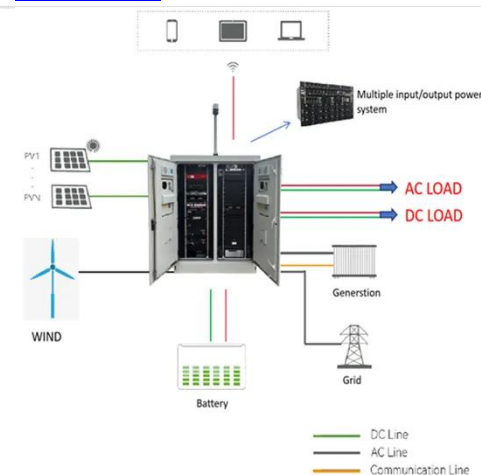 Multiple input/output power
system
PV1
PVN
AC LOAD
DC LOAD
WIND
Generstion
Grid
Battery
DC Line
AC Line
Communication Line